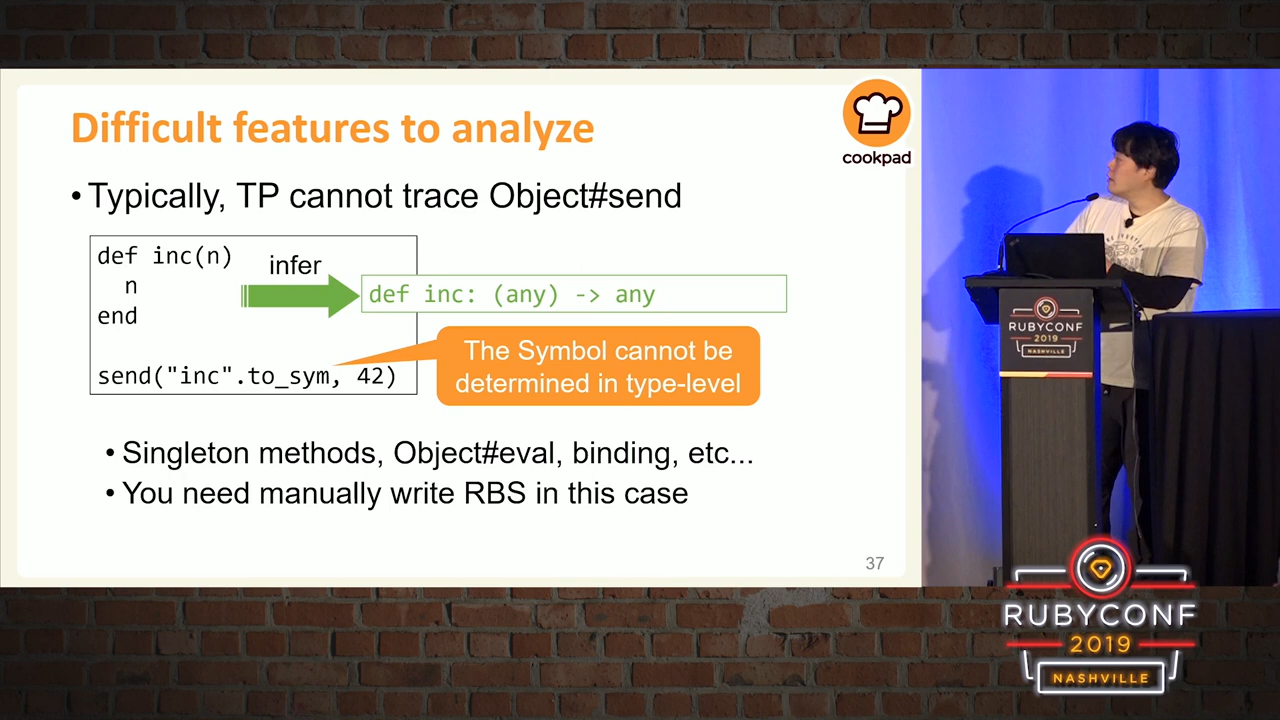 Difficult features to analyze
cookpad
• Typically, TP cannot trace Object#send
def inc(n)
n
end
send("inc".to_sym, 42)
infer
def inc: (any) -> any
The Symbol cannot be
determined in type-level
• Singleton methods, Object#eval, binding, etc...
• You need manually write RBS in this case
37
RUBYCONF
2019
NASHVILLE
RUBYCONF
2019
NASHVILLE